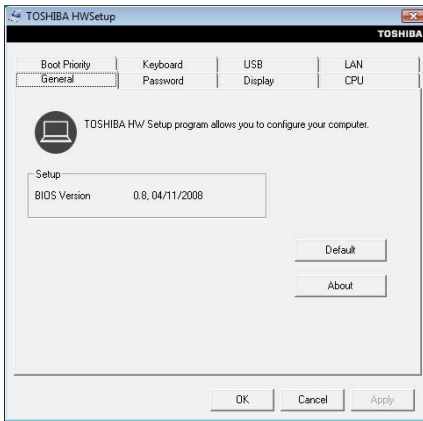 TOSHIBA HWSetup
TOSHIBA
Boot Priority Keyboard USB LAN
General Password Display CPU
TOSHIBA HW Setup program allows you to configure your computer.
Setup
BIOS Version 0.8, 04/11/2008
Default
About
OK Cancel Apply